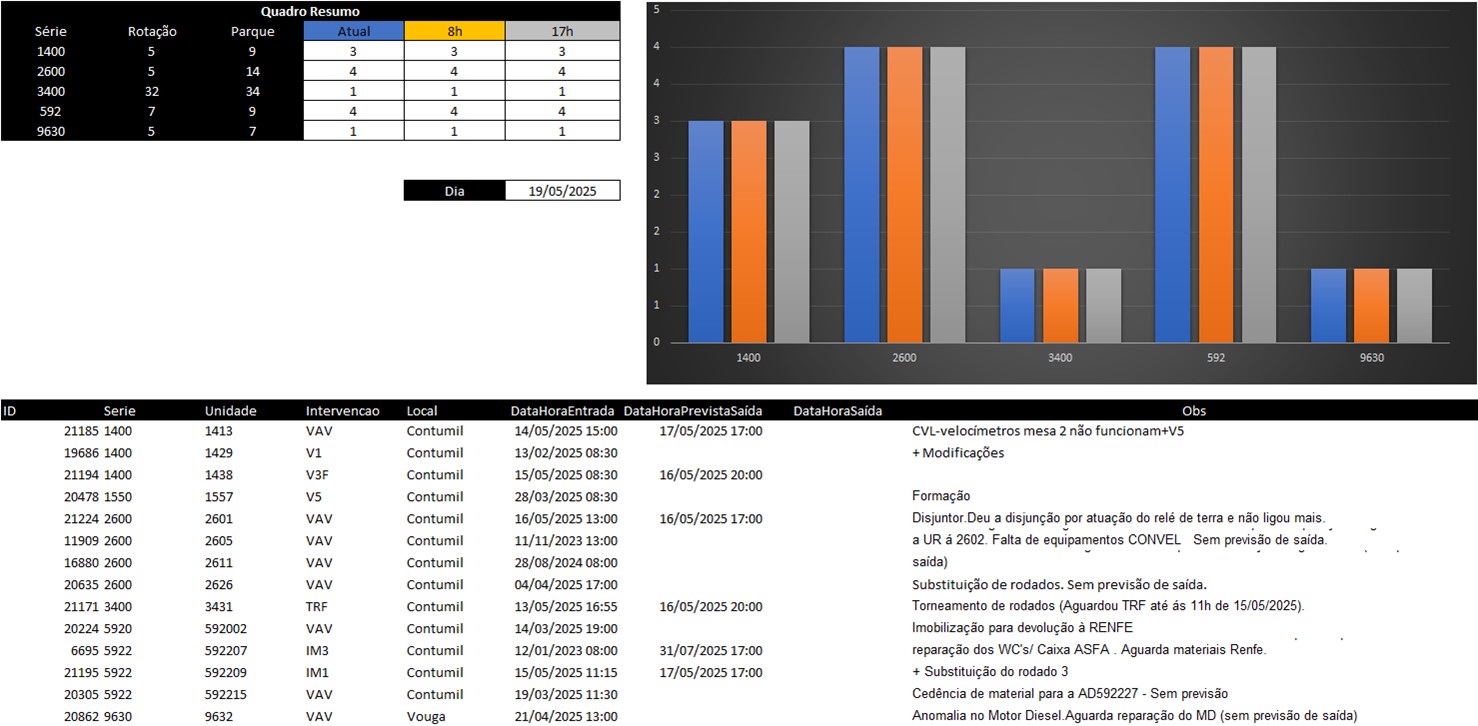 Quadro Resumo
Série Rotação Parque Atual 8h 17h
1400 5 9 3 3 3
2600 5 14 4 4 4
3400 32 34 1 1 1
592 7 9 4 4 4
9630 5 7 1 1 1
Dia 19/05/2025
5
4
4
3
3
2
2
1
1
0
1400 2600 3400 592 9630
ID Serie Unidade Intervencao Local DataHoraEntrada DataHoraPrevistaSaída DataHoraSaída Obs
21185 1400 1413 VAV Contumil 14/05/2025 15:00 17/05/2025 17:00 CVL-velocímetros mesa 2 não funcionam+V5
19686 1400 1429 V1 Contumil 13/02/2025 08:30 + Modificações
21194 1400 1438 V3F Contumil 15/05/2025 08:30 16/05/2025 20:00
20478 1550 1557 V5 Contumil 28/03/2025 08:30 Formação
21224 2600 2601 VAV Contumil 16/05/2025 13:00 16/05/2025 17:00 Disjuntor.Deu a disjunção por atuação do relé de terra e não ligou mais.
11909 2600 2605 VAV Contumil 11/11/2023 13:00 a UR á 2602. Falta de equipamentos CONVEL Sem previsão de saída.
16880 2600 2611 VAV Contumil 28/08/2024 08:00 saída)
20635 2600 2626 VAV Contumil 04/04/2025 17:00 Substituição de rodados. Sem previsão de saída.
21171 3400 3431 TRF Contumil 13/05/2025 16:55 16/05/2025 20:00 Torneamento de rodados (Aguardou TRF até ás 11h de 15/05/2025).
20224 5920 592002 VAV Contumil 14/03/2025 19:00 Imobilização para devolução à RENFE
6695 5922 592207 IM3 Contumil 12/01/2023 08:00 31/07/2025 17:00 reparação dos WC's/ Caixa ASFA . Aguarda materiais Renfe.
21195 5922 592209 IM1 Contumil 15/05/2025 11:15 17/05/2025 17:00 + Substituição do rodado 3
20305 5922 592215 VAV Contumil 19/03/2025 11:30 Cedência de material para a AD592227 - Sem previsão
20862 9630 9632 VAV Vouga 21/04/2025 13:00 Anomalia no Motor Diesel.Aguarda reparação do MD (sem previsão de saída)